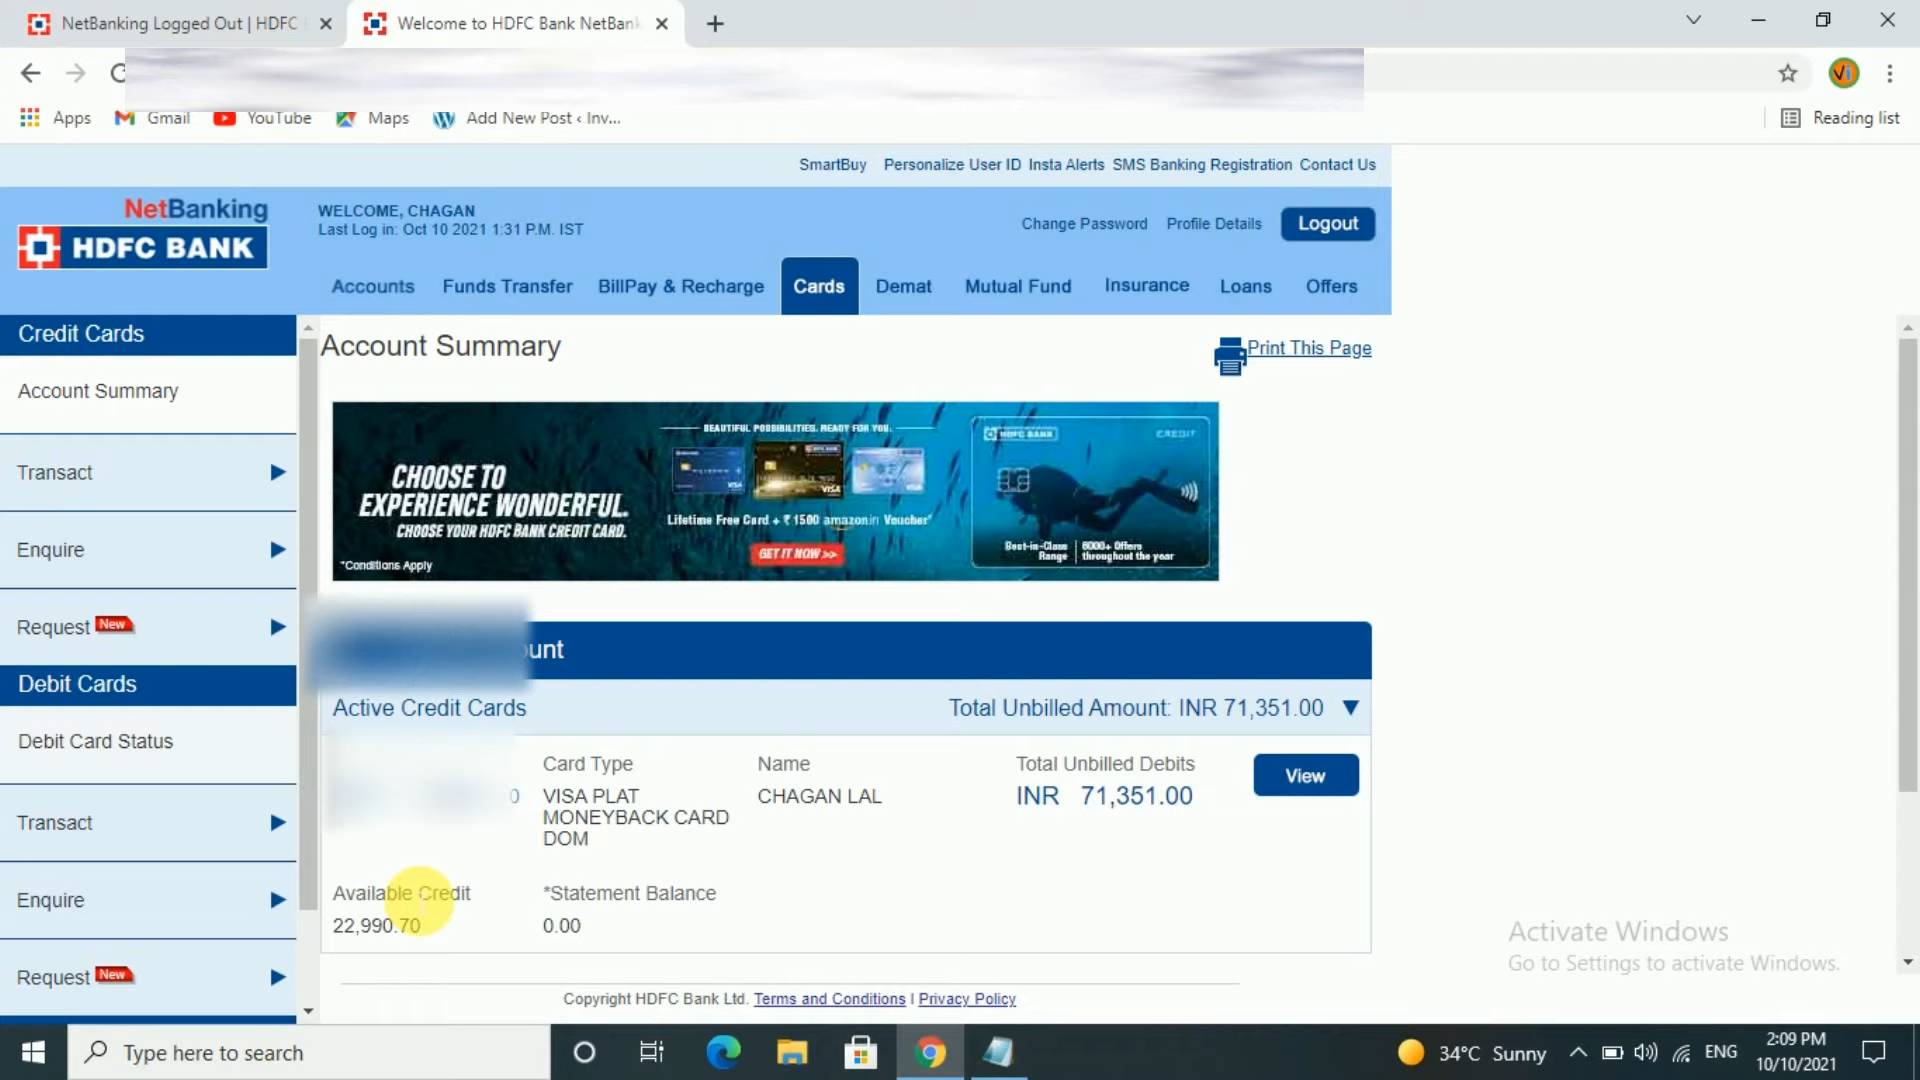 NetBanking Logged Out | HDFC
Welcome to HDFC Bank NetBank
Apps
Gmail
YouTube
Maps
Add New Post ‹ Inv...
Reading list
SmartBuy Personalize User ID Insta Alerts SMS Banking Registration Contact Us
NetBanking
HDFC BANK
WELCOME, CHAGAN
Last Log in: Oct 10 2021 1:31 P.M. IST
Change Password Profile Details Logout
Accounts Funds Transfer BillPay & Recharge Cards Demat Mutual Fund Insurance Loans Offers
Credit Cards
Account Summary
Transact
Enquire
Request New
Debit Cards
Debit Card Status
Transact
Enquire
Request New
Account Summary
Print This Page
CHOOSE TO
EXPERIENCE WONDERFUL.
CHOOSE YOUR HDFC BANK CREDIT CARD.
*Conditions Apply
BEAUTIFUL POSSIBILITIES. READY FOR YOU.
Lifetime Free Card + ₹ 1500 amazon.in Voucher*
GET IT NOW >>
HDFC BANK
CREDIT
Best-in-Class
Range
6000+ Offers
throughout the year
Active Credit Cards
Total Unbilled Amount: INR 71,351.00
Card Type
VISA PLAT
MONEYBACK CARD
DOM
Name
CHAGAN LAL
Total Unbilled Debits
INR 71,351.00
View
Available Credit
22,990.70
*Statement Balance
0.00
Activate Windows
Go to Settings to activate Windows.
Copyright HDFC Bank Ltd. Terms and Conditions I Privacy Policy
Type here to search
34°C Sunny
ENG
2:09 PM
10/10/2021